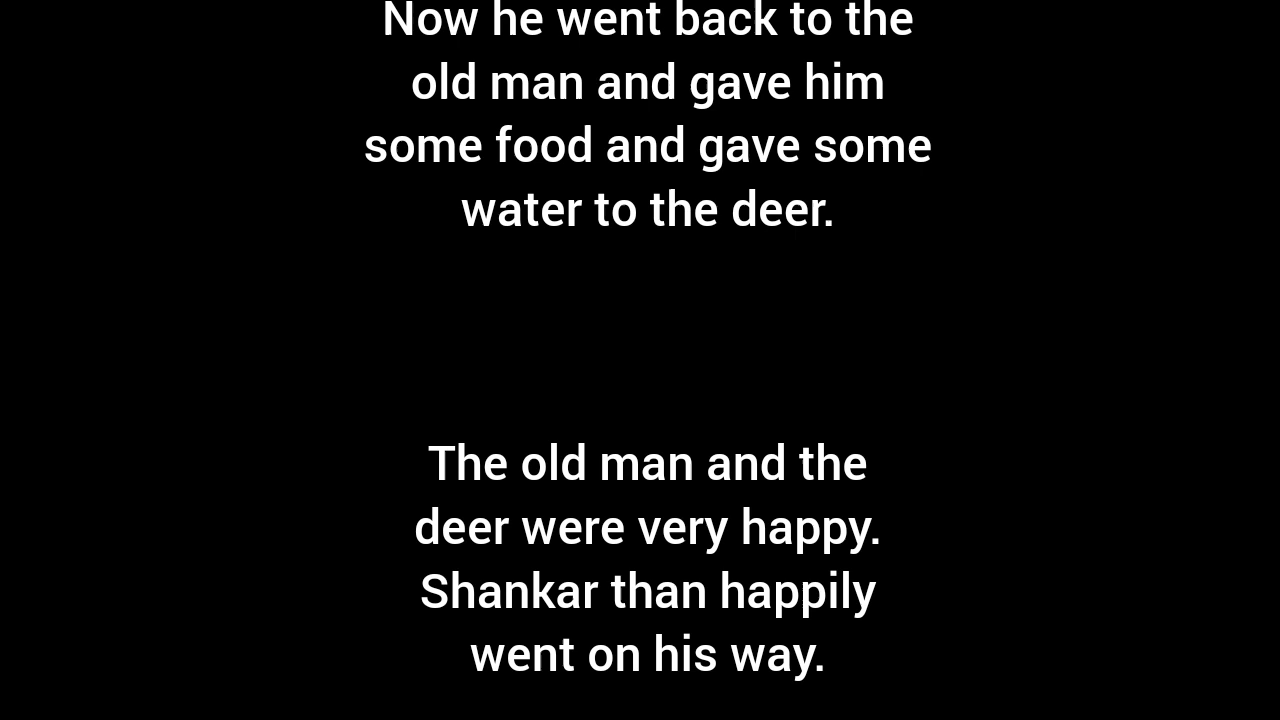 Now he went back to the
old man and gave him
some food and gave some
water to the deer.
The old man and the
deer were very happy.
Shankar than happily
went on his way.